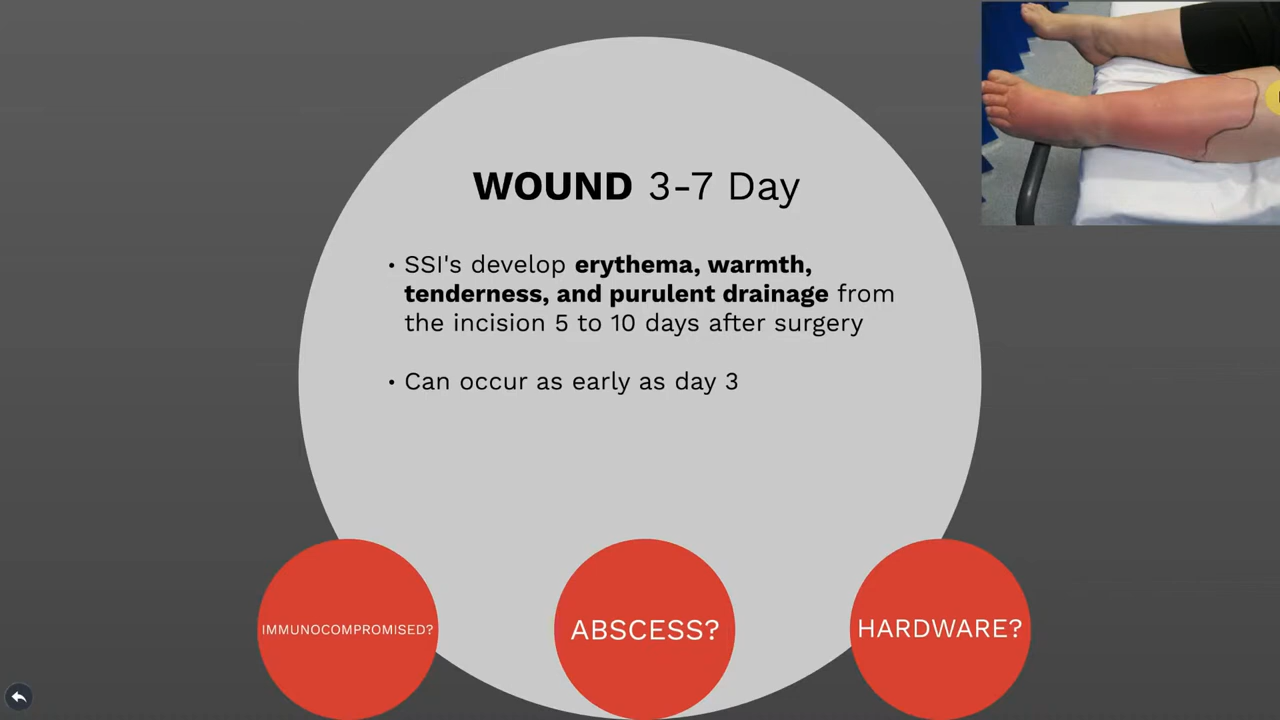 WOUND 3-7 Day
• SSI's develop erythema, warmth,
tenderness, and purulent drainage from
the incision 5 to 10 days after surgery
• Can occur as early as day 3
IMMUNOCOMPROMISED?
ABSCESS?
HARDWARE?